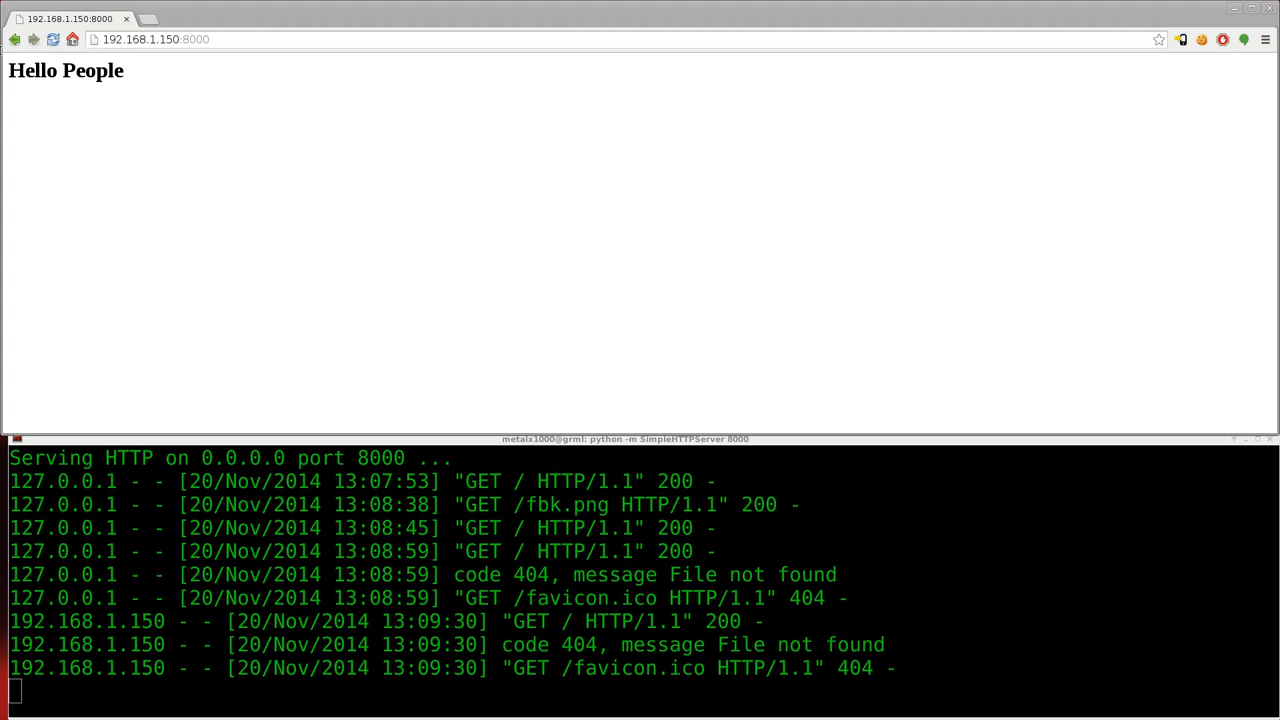 192.168.1.150:8000
192.168.1.150:8000
Hello People
metalx1000@grml: python -m SimpleHTTPServer 8000
Serving HTTP on 0.0.0.0 port 8000 ...
127.0.0.1 - - [20/Nov/2014 13:07:53] "GET / HTTP/1.1" 200 -
127.0.0.1 - - [20/Nov/2014 13:08:38] "GET /fbk.png HTTP/1.1" 200 -
127.0.0.1 - - [20/Nov/2014 13:08:45] "GET / HTTP/1.1" 200 -
127.0.0.1 - - [20/Nov/2014 13:08:59] "GET / HTTP/1.1" 200 -
127.0.0.1 - - [20/Nov/2014 13:08:59] code 404, message File not found
127.0.0.1 - - [20/Nov/2014 13:08:59] "GET /favicon.ico HTTP/1.1" 404 -
192.168.1.150 - - [20/Nov/2014 13:09:30] "GET / HTTP/1.1" 200 -
192.168.1.150 - - [20/Nov/2014 13:09:30] code 404, message File not found
192.168.1.150 - - [20/Nov/2014 13:09:30] "GET /favicon.ico HTTP/1.1" 404 -